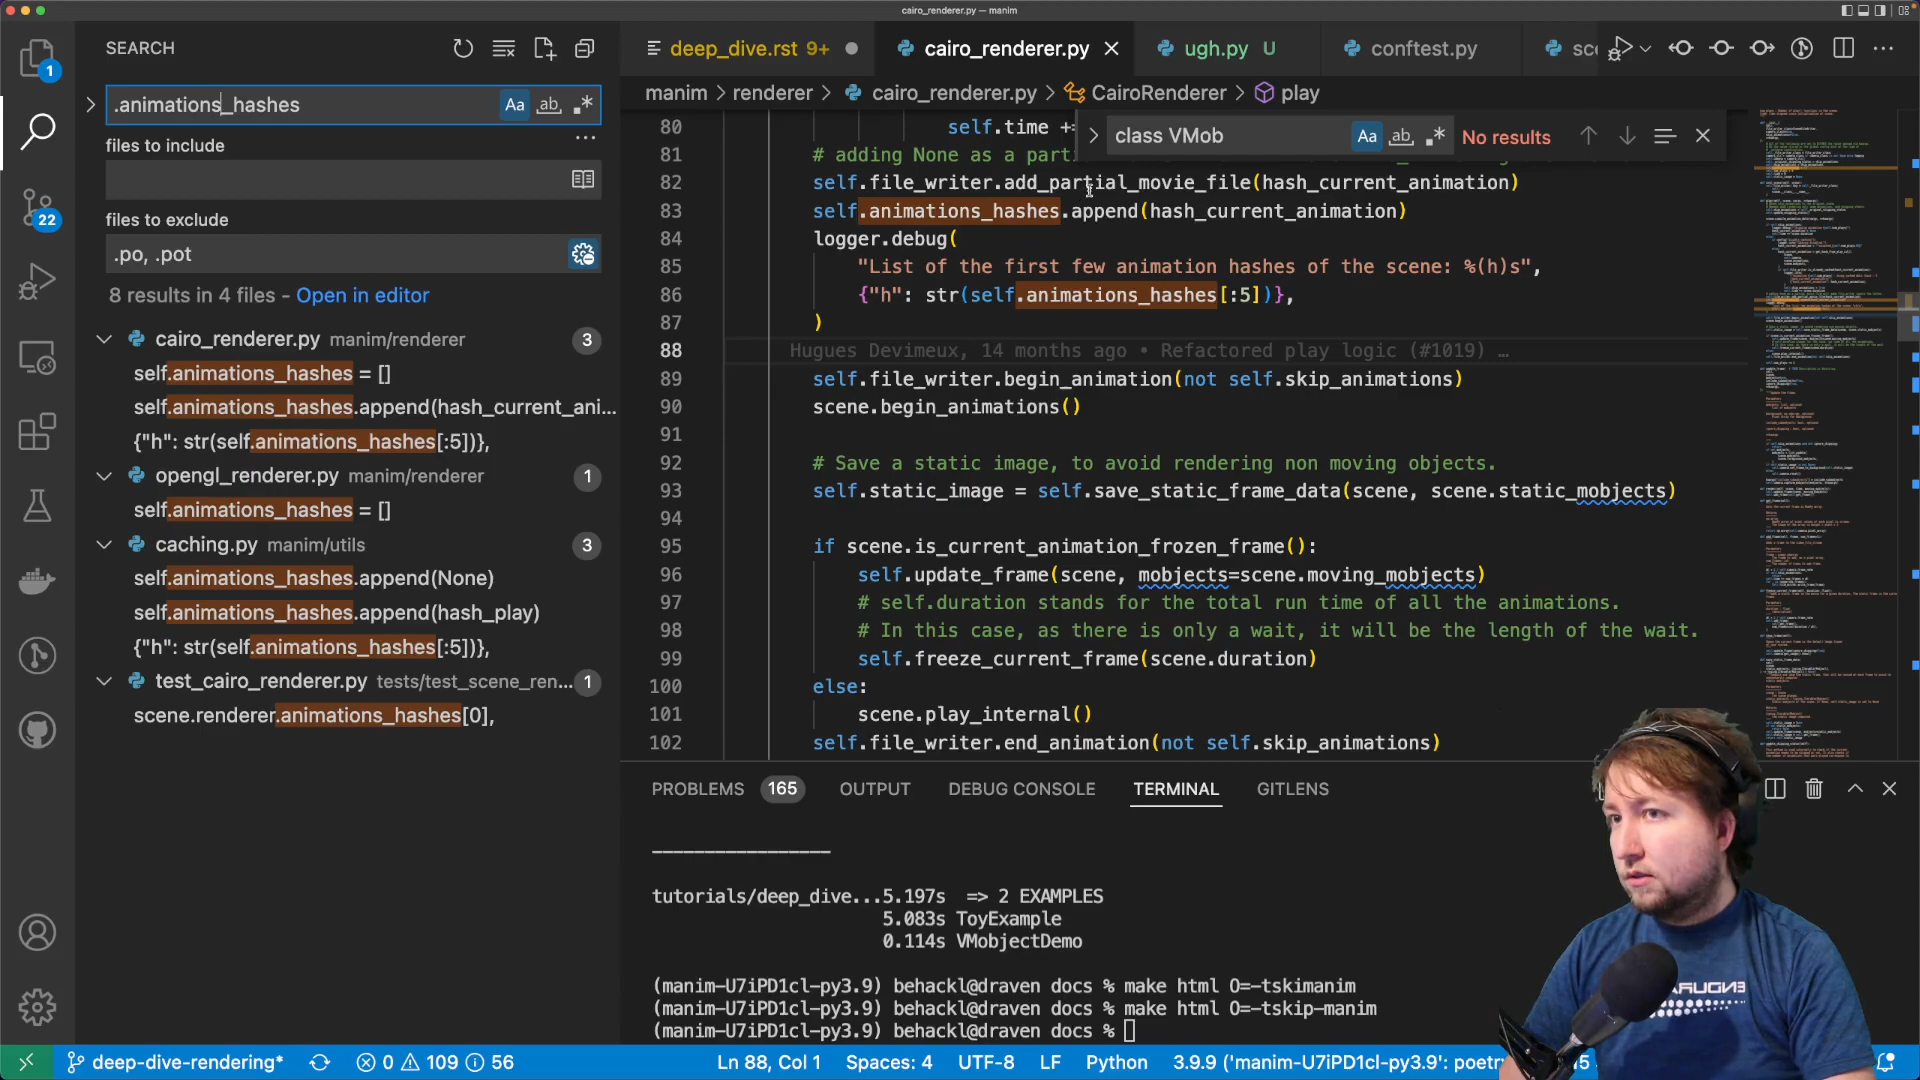 cairo_renderer.py — manim
SEARCH
deep_dive.rst 9+
cairo_renderer.py
ugh.py U
conftest.py
1
.animations_hashes
Aa
ab
manim > renderer > cairo_renderer.py > CairoRenderer > play
files to include
files to exclude
.po, .pot
22
8 results in 4 files - Open in editor
cairo_renderer.py manim/renderer 3
self.animations_hashes = []
self.animations_hashes.append(hash_current_ani...
{"h": str(self.animations_hashes[:5])},
opengl_renderer.py manim/renderer 1
self.animations_hashes = []
caching.py manim/utils 3
self.animations_hashes.append(None)
self.animations_hashes.append(hash_play)
{"h": str(self.animations_hashes[:5])},
test_cairo_renderer.py tests/test_scene_ren... 1
scene.renderer.animations_hashes[0],
class VMob
Aa
ab
No results
80 self.time +=
81 # adding None as a parti
82 self.file_writer.add_partial_movie_file(hash_current_animation)
83 self.animations_hashes.append(hash_current_animation)
84 logger.debug(
85 "List of the first few animation hashes of the scene: %(h)s",
86 {"h": str(self.animations_hashes[:5])},
87 )
88 Hugues Devimeux, 14 months ago • Refactored play logic (#1019) …
89 self.file_writer.begin_animation(not self.skip_animations)
90 scene.begin_animations()
91
92 # Save a static image, to avoid rendering non moving objects.
93 self.static_image = self.save_static_frame_data(scene, scene.static_mobjects)
94
95 if scene.is_current_animation_frozen_frame():
96 self.update_frame(scene, mobjects=scene.moving_mobjects)
97 # self.duration stands for the total run time of all the animations.
98 # In this case, as there is only a wait, it will be the length of the wait.
99 self.freeze_current_frame(scene.duration)
100 else:
101 scene.play_internal()
102 self.file_writer.end_animation(not self.skip_animations)
PROBLEMS 165 OUTPUT DEBUG CONSOLE TERMINAL GITLENS
tutorials/deep_dive...5.197s => 2 EXAMPLES
5.083s ToyExample
0.114s VMobjectDemo
(manim-U7iPD1cl-py3.9) behackl@draven docs % make html O=-tskimanim
(manim-U7iPD1cl-py3.9) behackl@draven docs % make html O=-tskip-manim
(manim-U7iPD1cl-py3.9) behackl@draven docs %
deep-dive-rendering* 0 109 56
Ln 88, Col 1 Spaces: 4 UTF-8 LF Python 3.9.9 ('manim-U7iPD1cl-py3.9': poetry